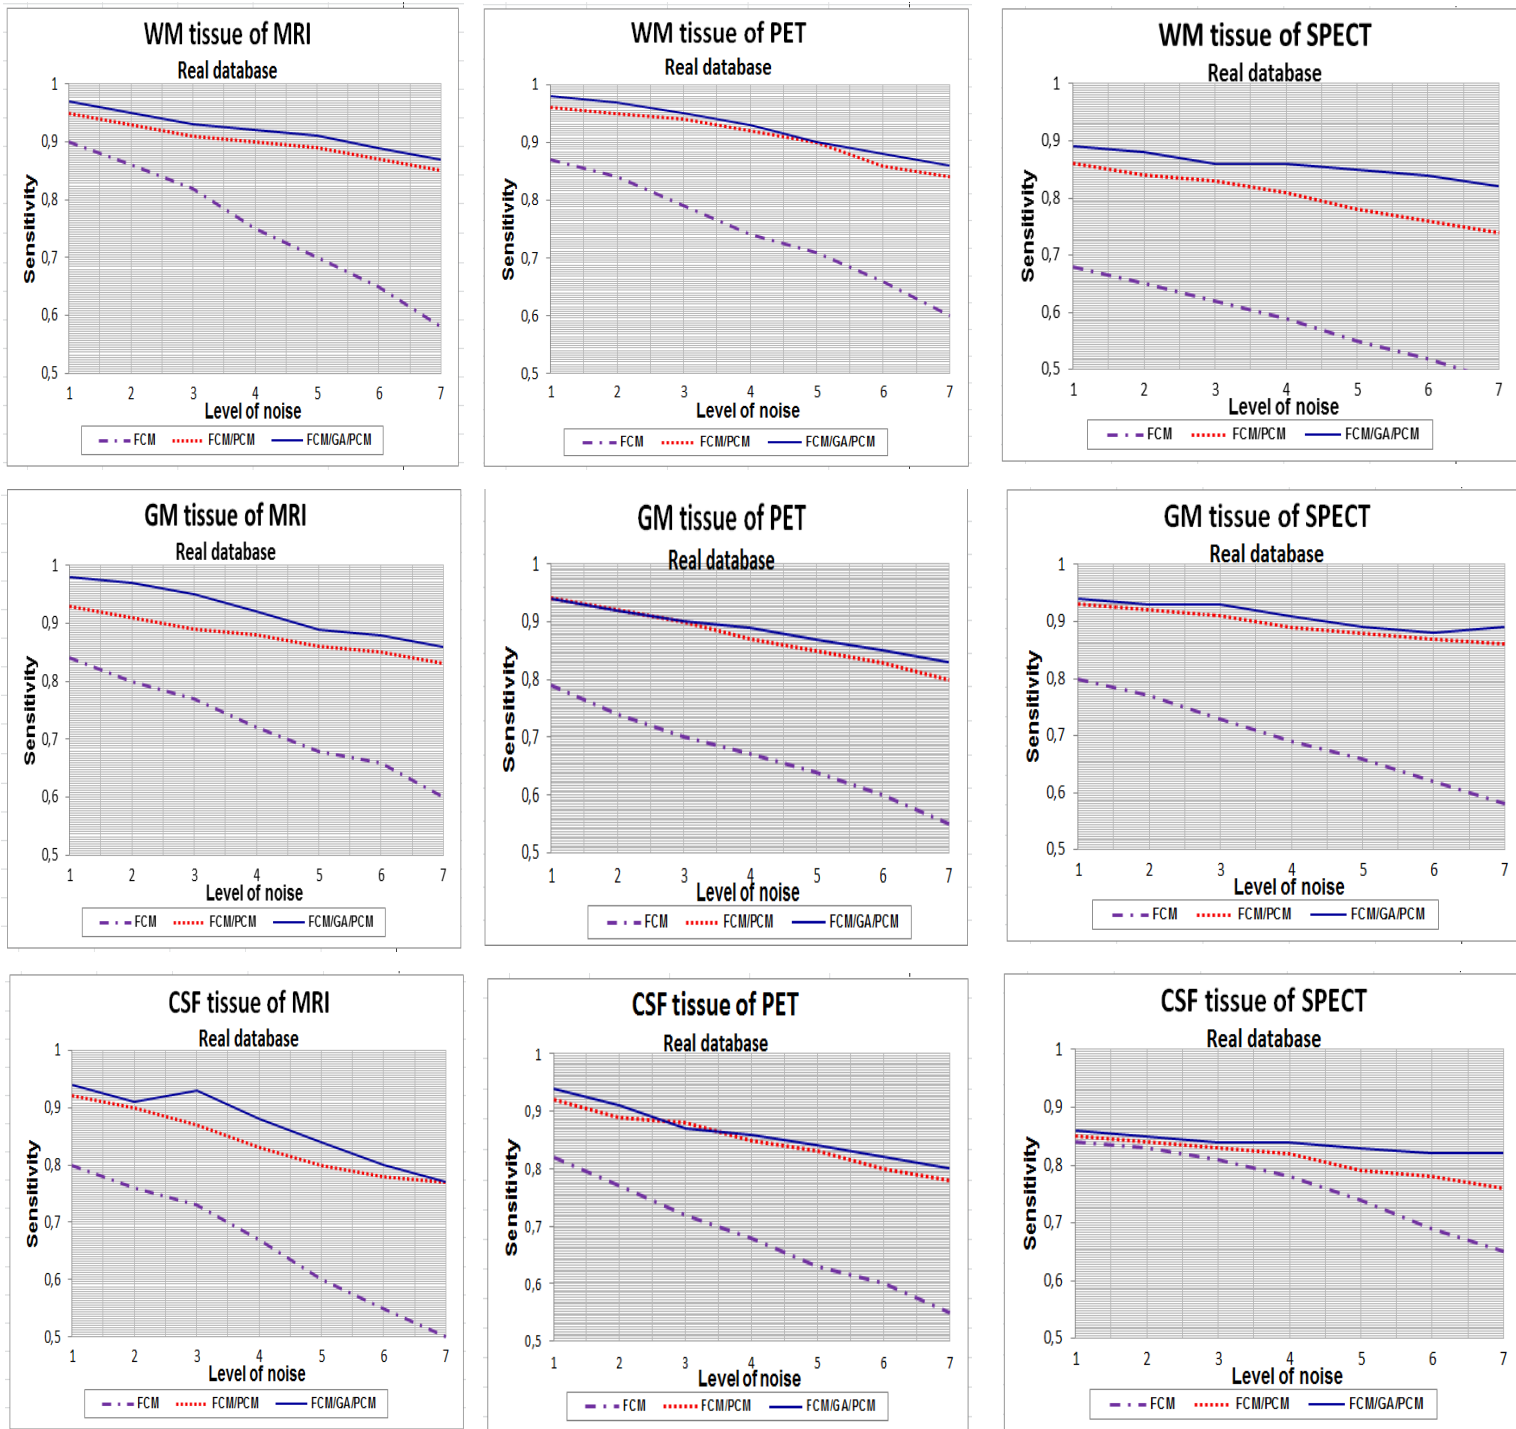 WM tissue of MRI
Real database
Sensitivity
1
0,9
0,8
0,7
0,6
0,5
1 2 3 4 5 6 7
Level of noise
FCM FCM/PCM FCM/GA/PCM
WM tissue of PET
Real database
Sensitivity
1
0,9
0,8
0,7
0,6
0,5
1 2 3 4 5 6 7
Level of noise
FCM FCM/PCM FCM/GA/PCM
WM tissue of SPECT
Real database
Sensitivity
1
0,9
0,8
0,7
0,6
0,5
1 2 3 4 5 6 7
Level of noise
FCM FCM/PCM FCM/GA/PCM
GM tissue of MRI
Real database
Sensitivity
1
0,9
0,8
0,7
0,6
0,5
1 2 3 4 5 6 7
Level of noise
FCM FCM/PCM FCM/GA/PCM
GM tissue of PET
Real database
Sensitivity
1
0,9
0,8
0,7
0,6
0,5
1 2 3 4 5 6 7
Level of noise
FCM FCM/PCM FCM/GA/PCM
GM tissue of SPECT
Real database
Sensitivity
1
0,9
0,8
0,7
0,6
0,5
1 2 3 4 5 6 7
Level of noise
FCM FCM/PCM FCM/GA/PCM
CSF tissue of MRI
Real database
Sensitivity
1
0,9
0,8
0,7
0,6
0,5
1 2 3 4 5 6 7
Level of noise
FCM FCM/PCM FCM/GA/PCM
CSF tissue of PET
Real database
Sensitivity
1
0,9
0,8
0,7
0,6
0,5
1 2 3 4 5 6 7
Level of noise
FCM FCM/PCM FCM/GA/PCM
CSF tissue of SPECT
Real database
Sensitivity
1
0,9
0,8
0,7
0,6
0,5
1 2 3 4 5 6 7
Level of noise
FCM FCM/PCM FCM/GA/PCM